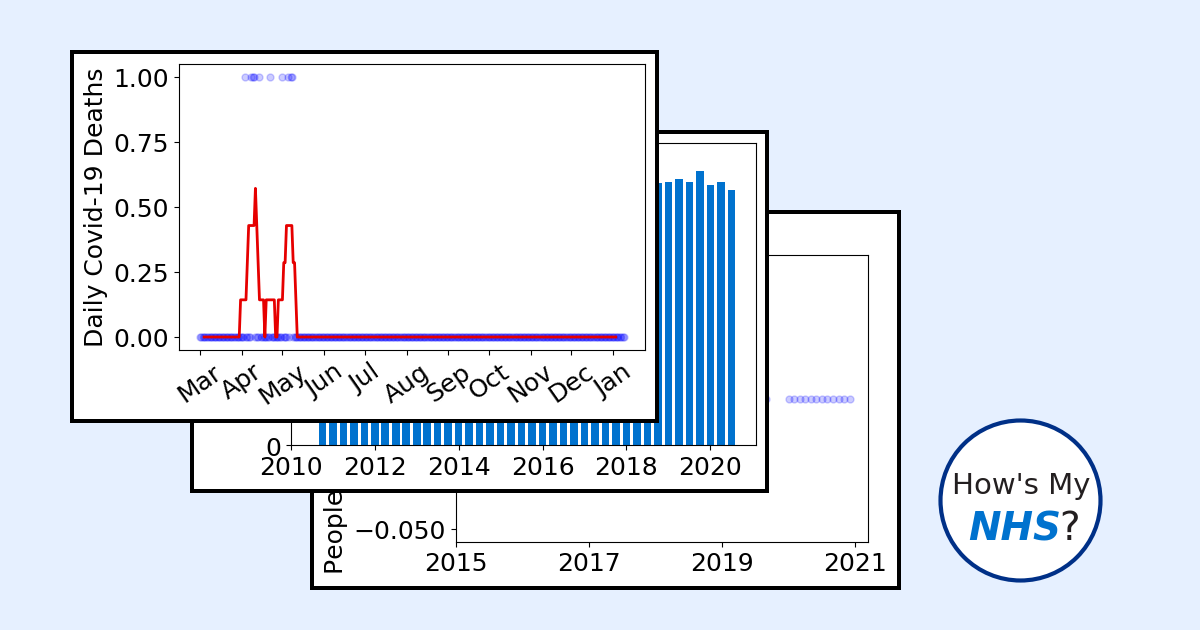 Daily Covid-19 Deaths
1.00
0.75
0.50
0.25
0.00
Mar
Apr
May
Jun
Jul
Aug
Sep
Oct
Nov
Dec
Jan
0
2010
2012
2014
2016
2018
2020
People
−0.050
2015
2017
2019
2021
How's My
NHS?